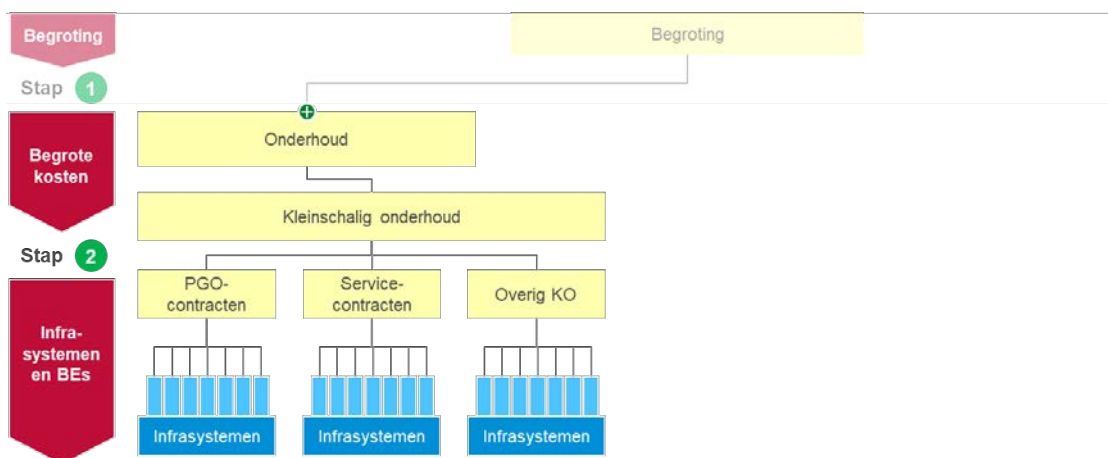 Begroting
Begroting
Stap 1
Onderhoud
Begrote
kosten
Kleinschalig onderhoud
Stap 2
PGO-
contracten
Service-
contracten
Overig KO
Infra-
systemen
en BEs
Infrasystemen
Infrasystemen
Infrasystemen